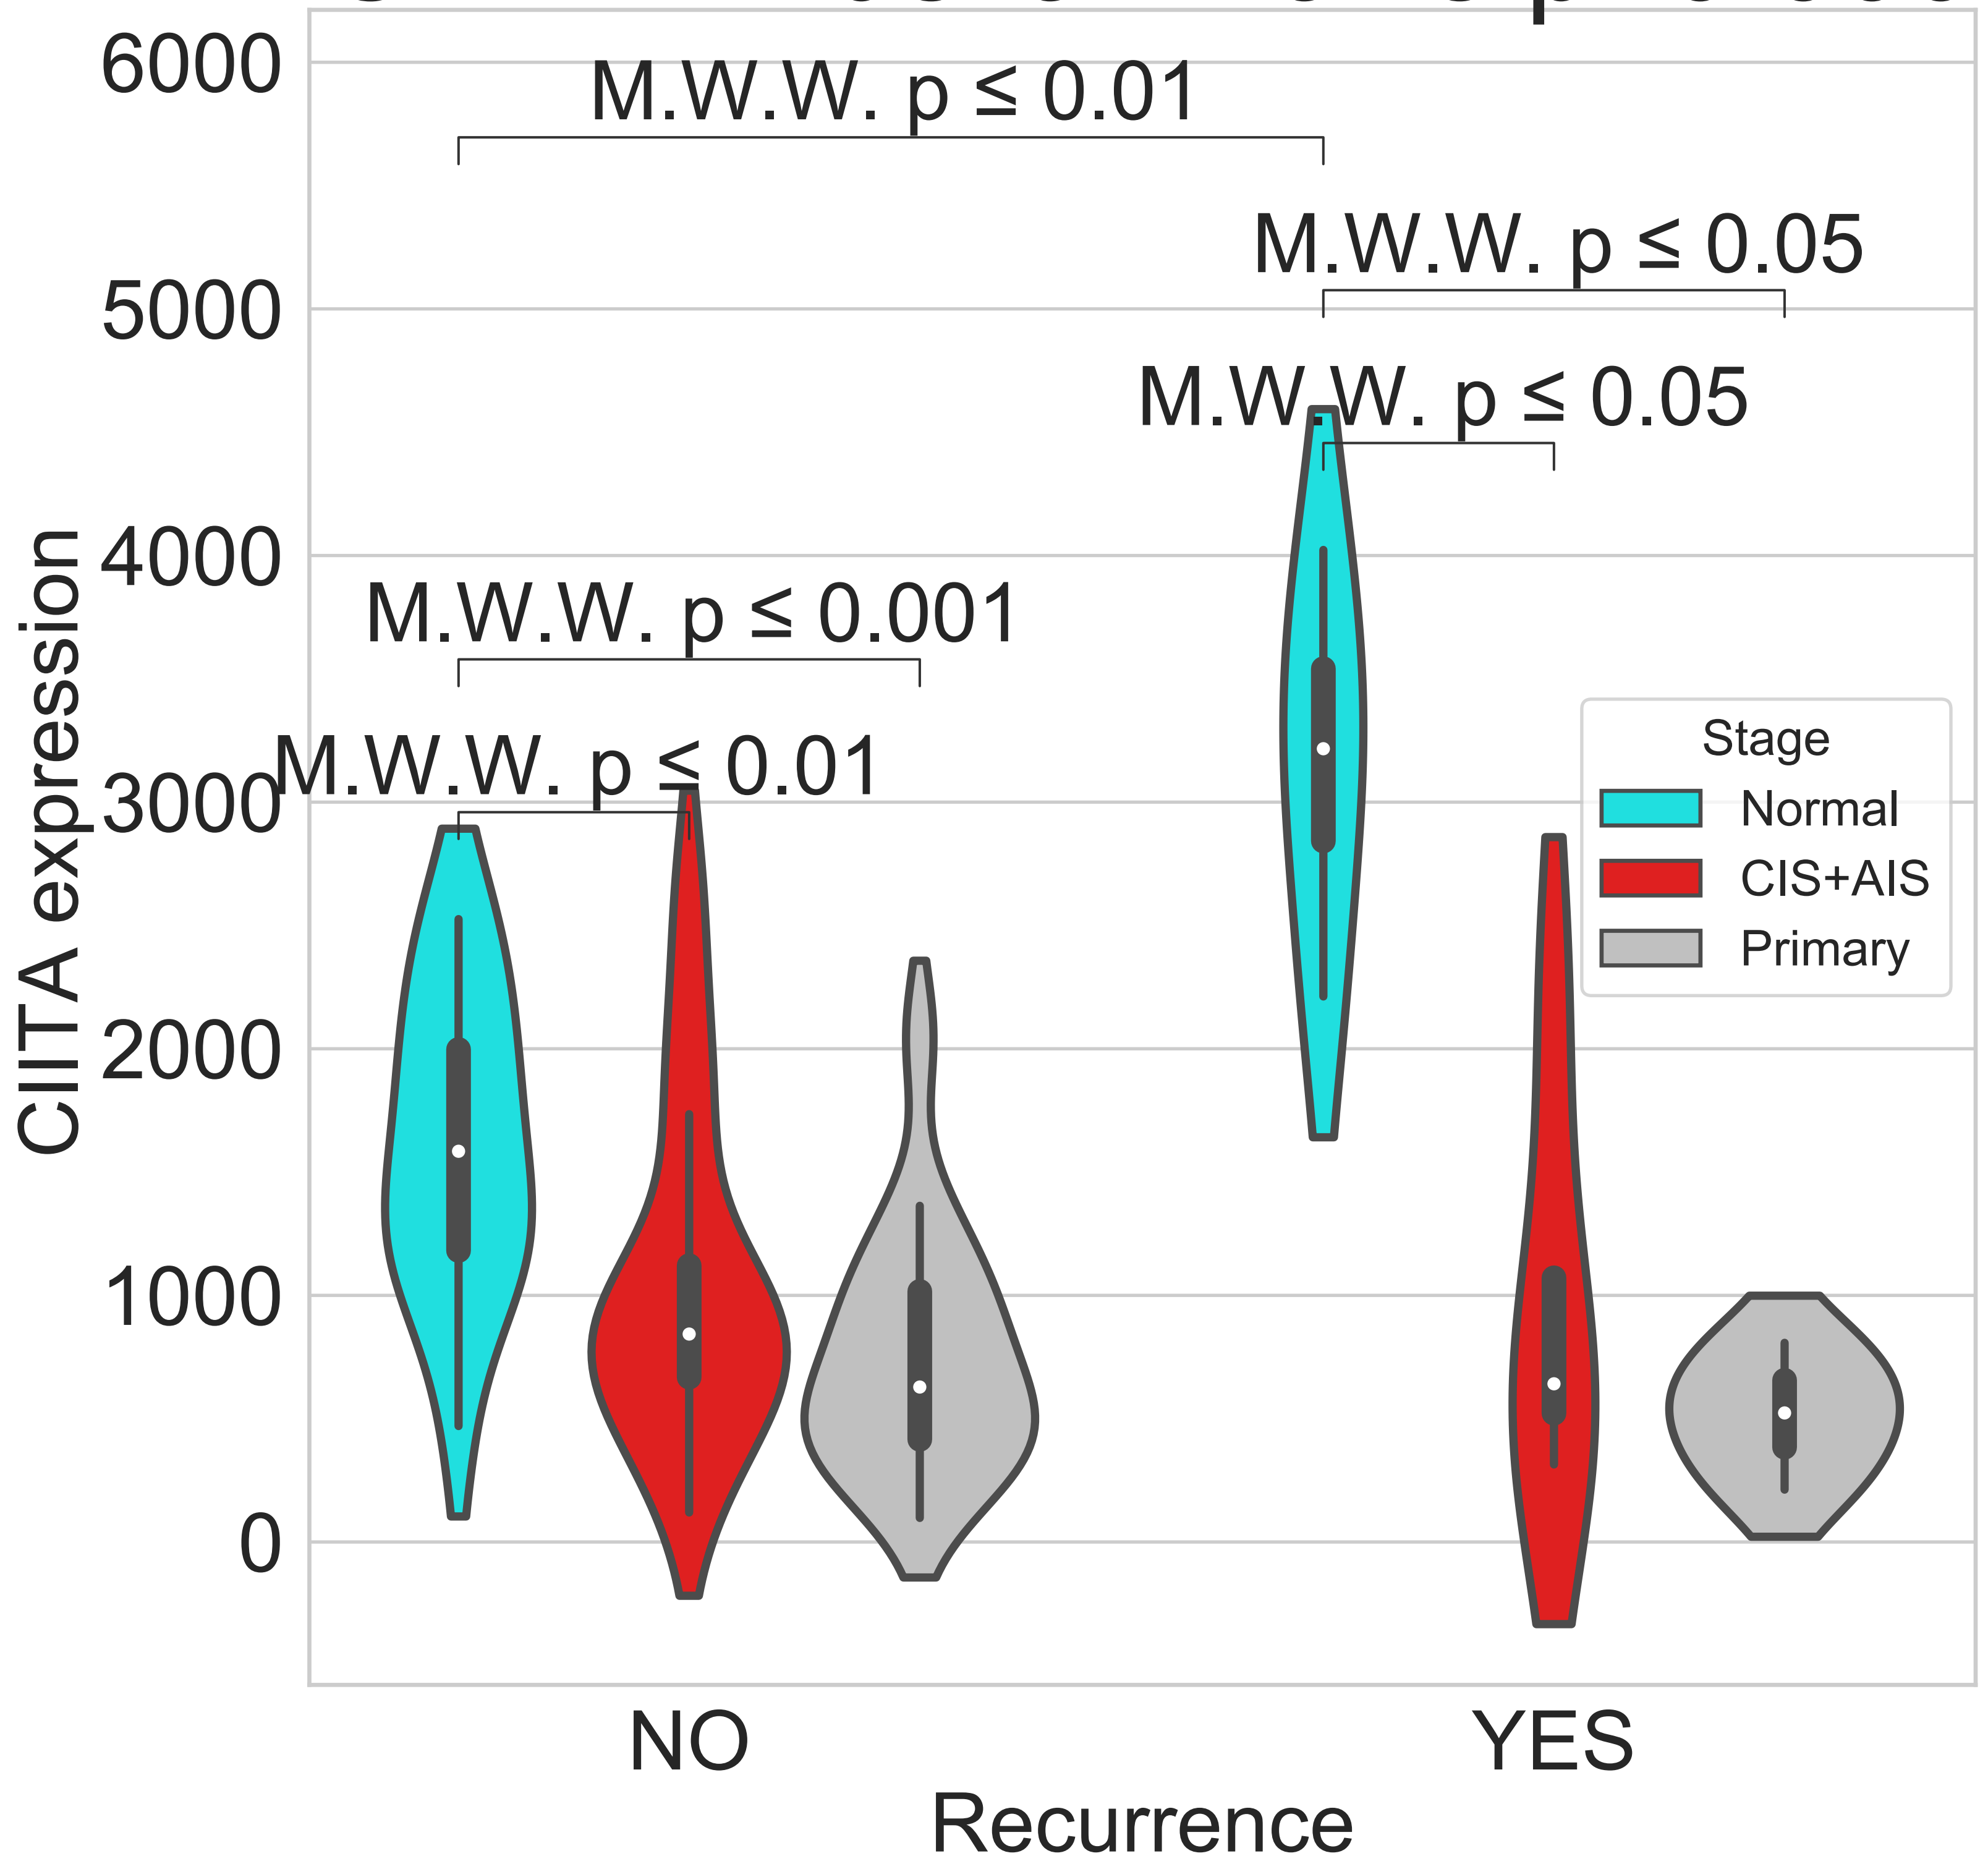 6000
M.W.W. p ≤ 0.01
M.W.W. p ≤ 0.05
5000
M.W.W. p ≤ 0.05
4000
M.W.W. p ≤ 0.001
M.W.W. p ≤ 0.01
3000
2000
1000
0
CIITA expression
Stage
Normal
CIS+AIS
Primary
NO
YES
Recurrence